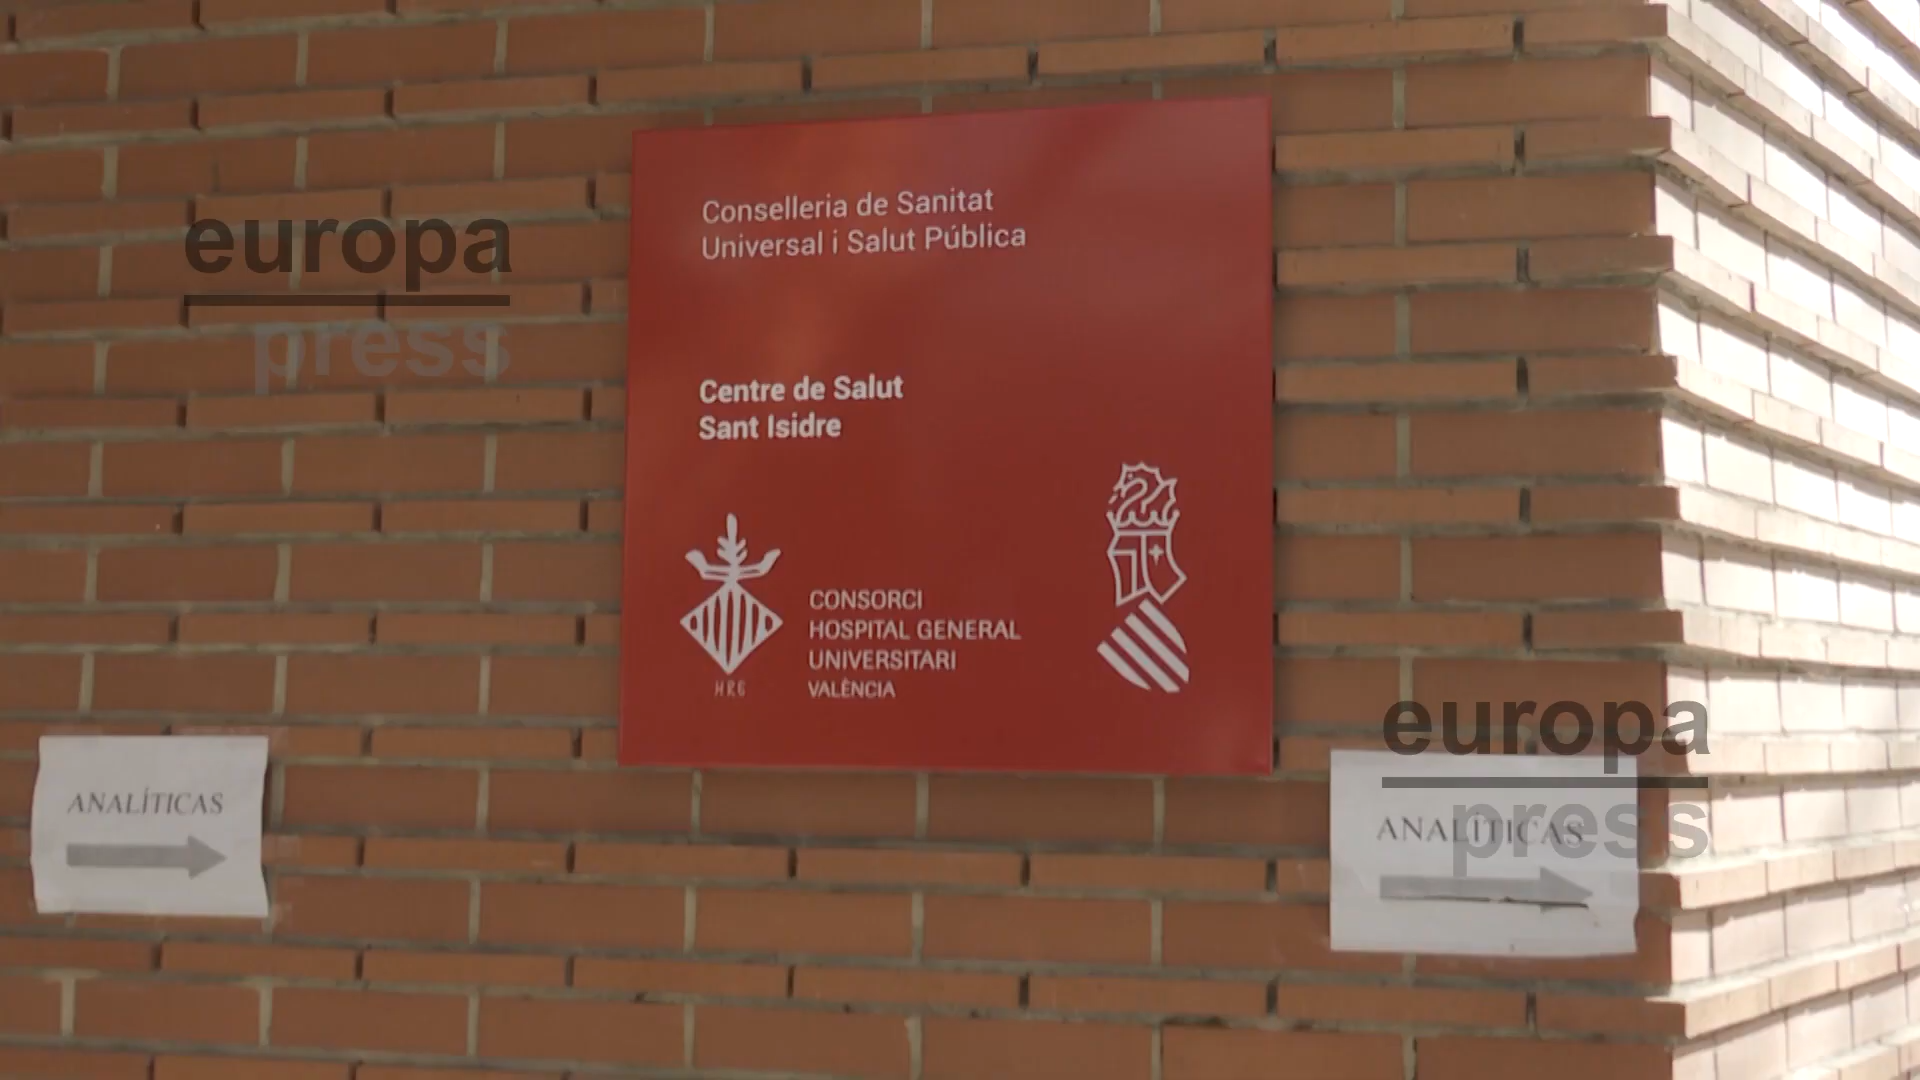 Conselleria de Sanitat
Universal i Salut Pública
europa
press
Centre de Salut
Sant Isidre
CONSORCI
HOSPITAL GENERAL
UNIVERSITARI
VALÈNCIA
HRG
europa
press
ANALÍTICAS
ANALÍTICAS